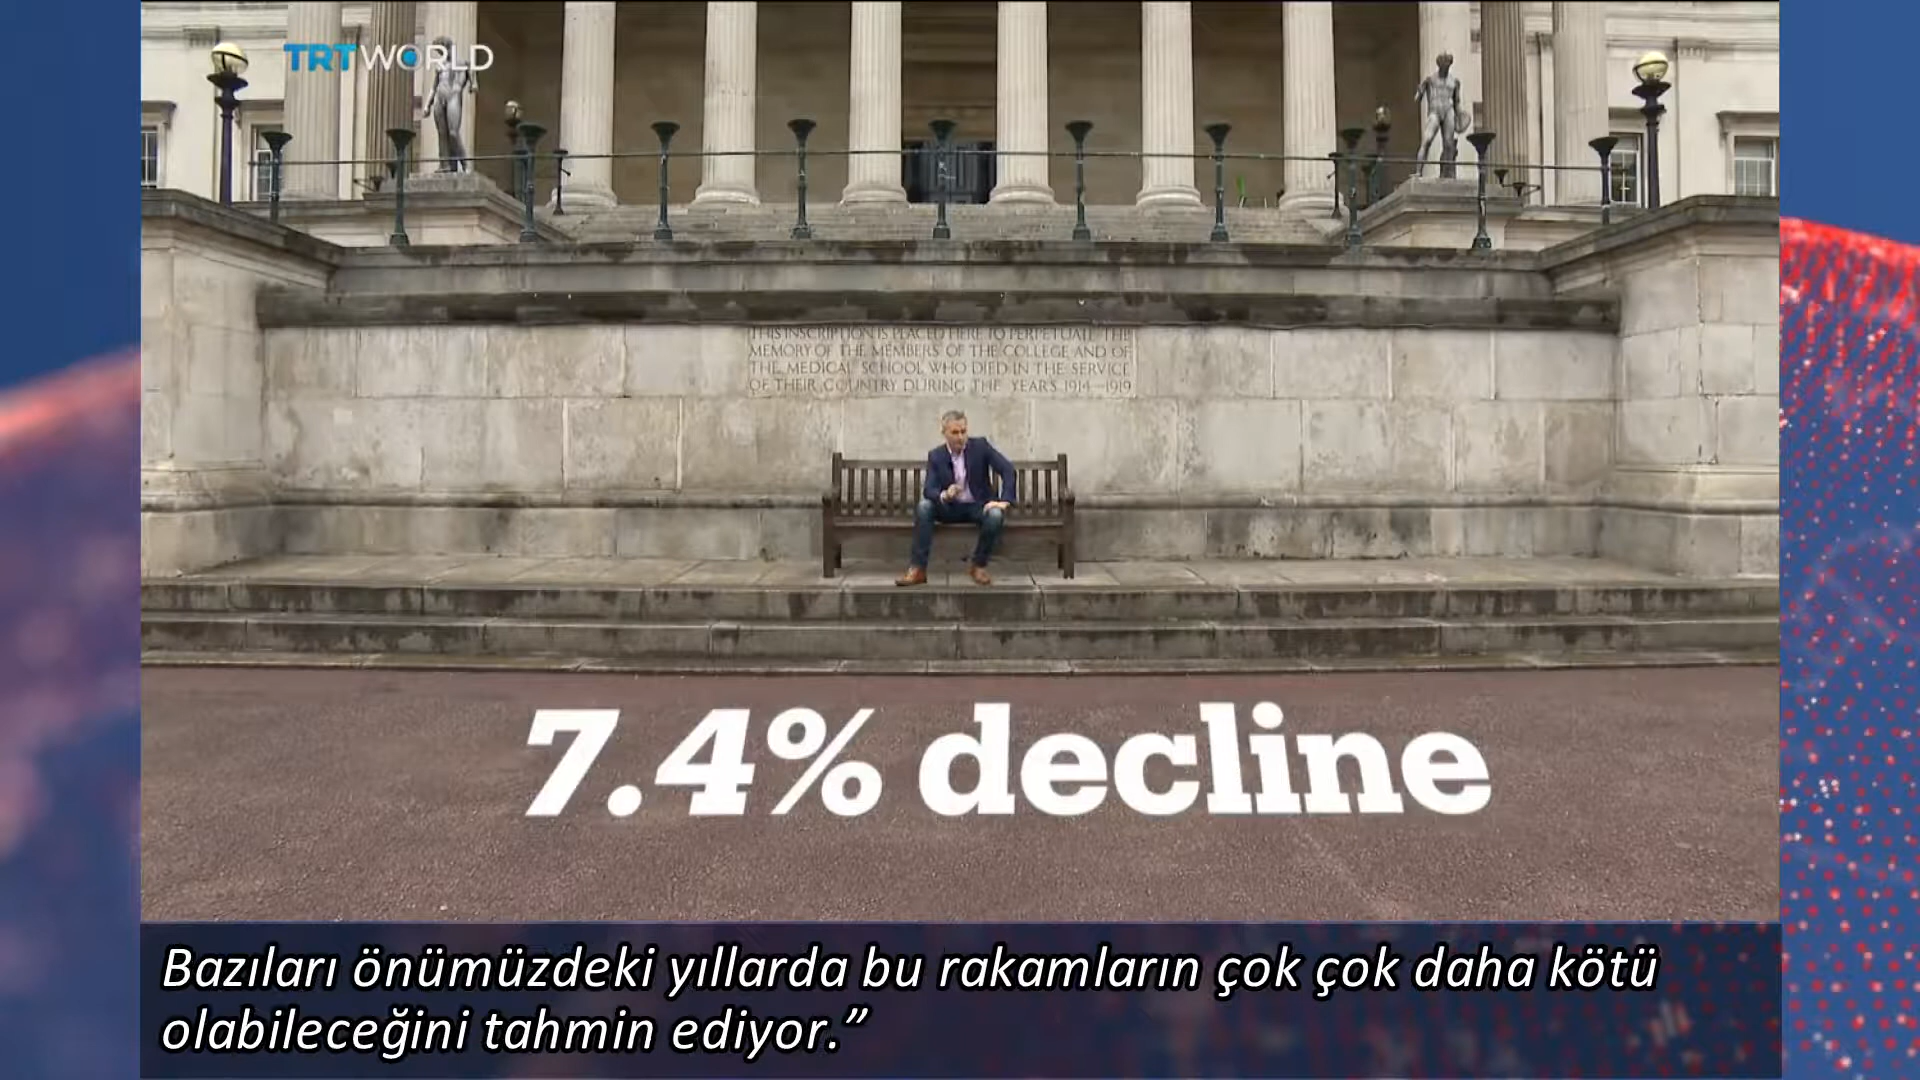 TRT WORLD
THIS INSCRIPTION IS PLACED HERE TO PERPETUATE THE
MEMORY OF THE MEMBERS OF THE COLLEGE AND OF
THE MEDICAL SCHOOL WHO DIED IN THE SERVICE
OF THEIR COUNTRY DURING THE YEARS 1914–1919
7.4% decline
Bazıları önümüzdeki yıllarda bu rakamların çok çok daha kötü
olabileceğini tahmin ediyor.”